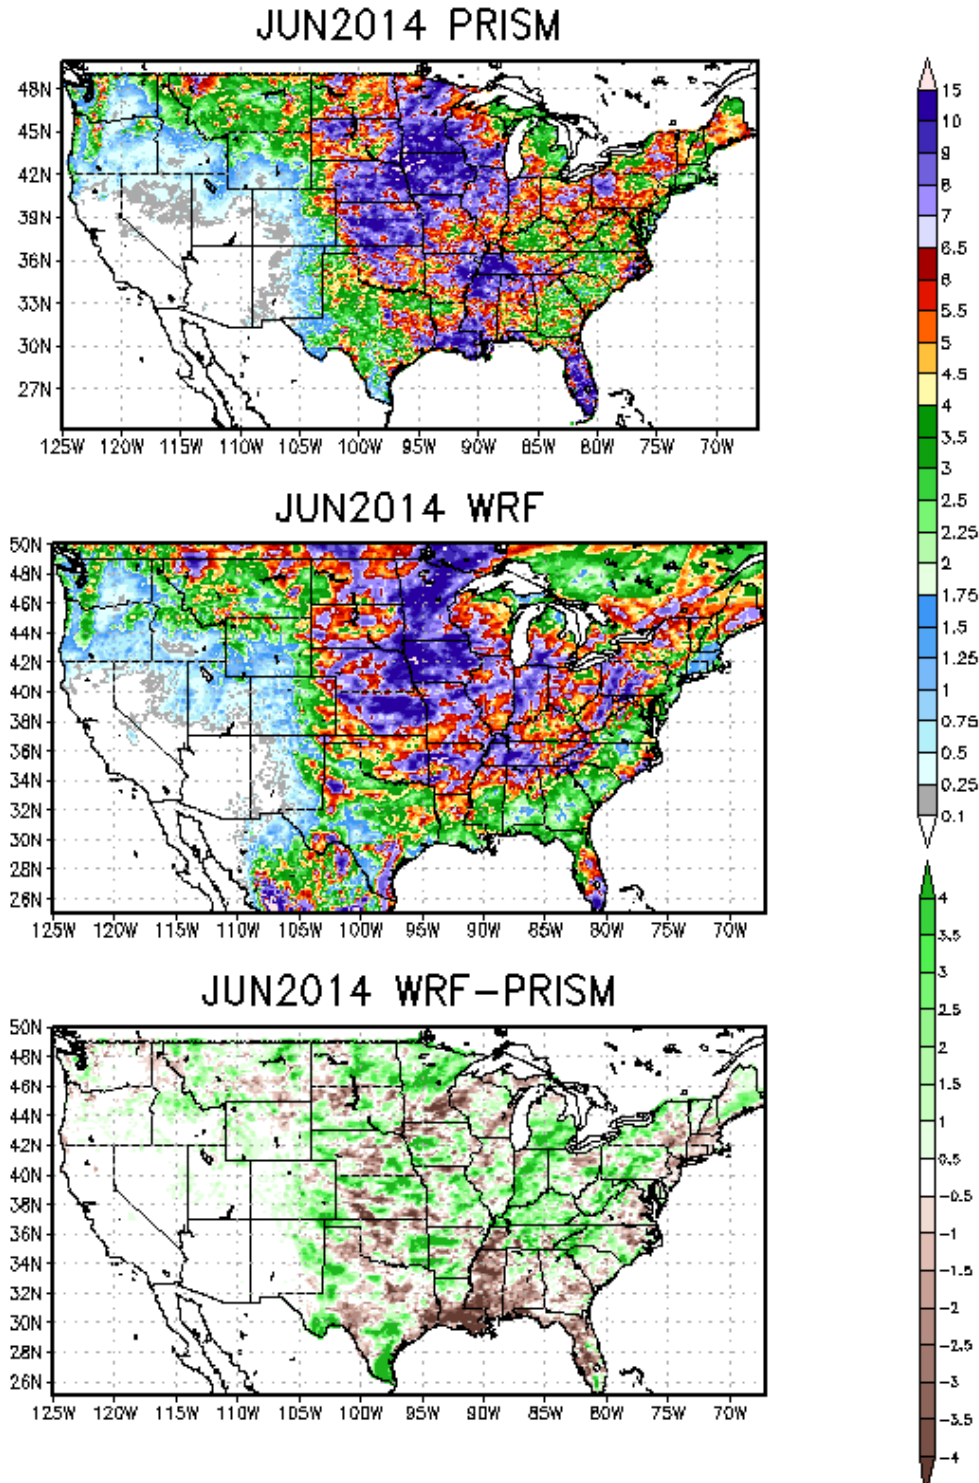 JUN2014 PRISM
48N
45N
42N
39N
36N
33N
30N
27N
125W 120W 115W 110W 105W 100W 95W 90W 85W 80W 75W 70W
JUN2014 WRF
50N
48N
46N
44N
42N
40N
38N
36N
34N
32N
30N
28N
26N
125W 120W 115W 110W 105W 100W 95W 90W 85W 80W 75W 70W
JUN2014 WRF-PRISM
50N
48N
46N
44N
42N
40N
38N
36N
34N
32N
30N
28N
26N
125W 120W 115W 110W 105W 100W 95W 90W 85W 80W 75W 70W
15
10
9
8
7
6.5
6
5.5
5
4.5
4
3.5
3
2.5
2.25
2
1.75
1.5
1.25
1
0.75
0.5
0.25
0.1
4
3.5
3
2.5
2
1.5
1
0.5
-0.5
-1
-1.5
-2
-2.5
-3
-3.5
-4